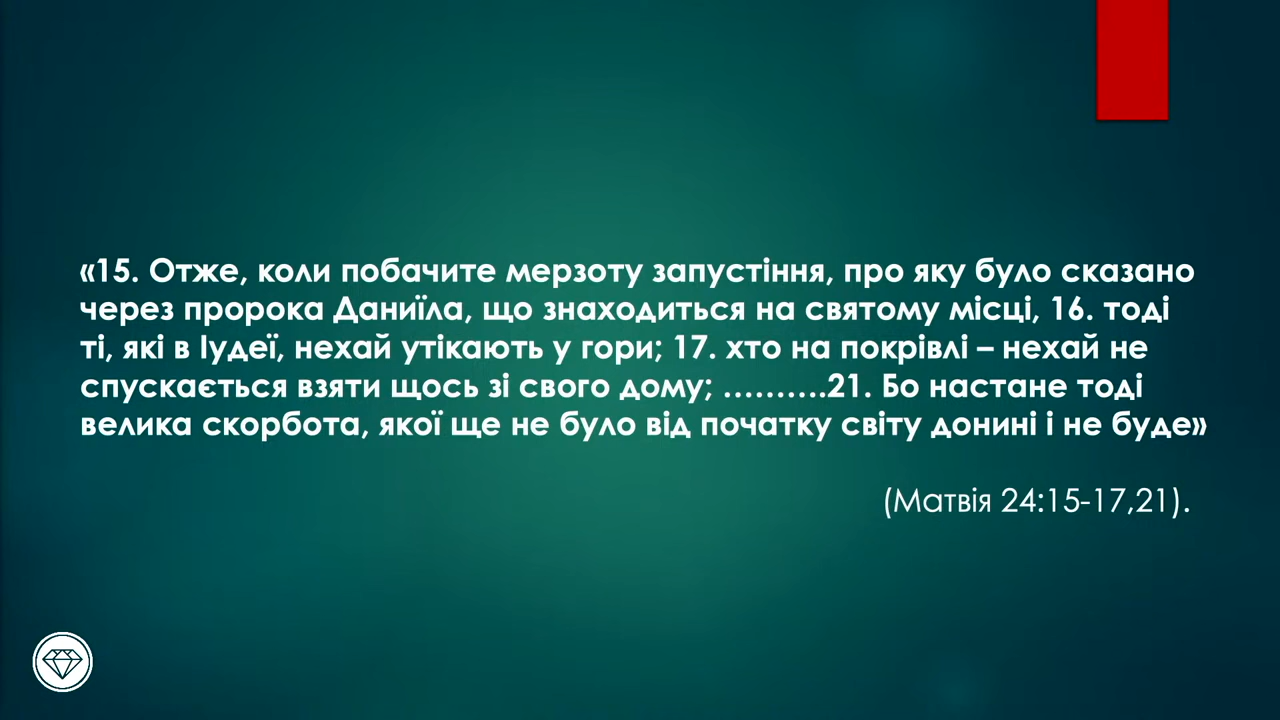 «15. Отже, коли побачите мерзоту запустіння, про яку було сказано
через пророка Даниїла, що знаходиться на святому місці, 16. тоді
ті, які в Іудеї, нехай утікають у гори; 17. хто на покрівлі – нехай не
спускається взяти щось зі свого дому; ……….21. Бо настане тоді
велика скорбота, якої ще не було від початку світу донині і не буде»
(Матвія 24:15-17,21).